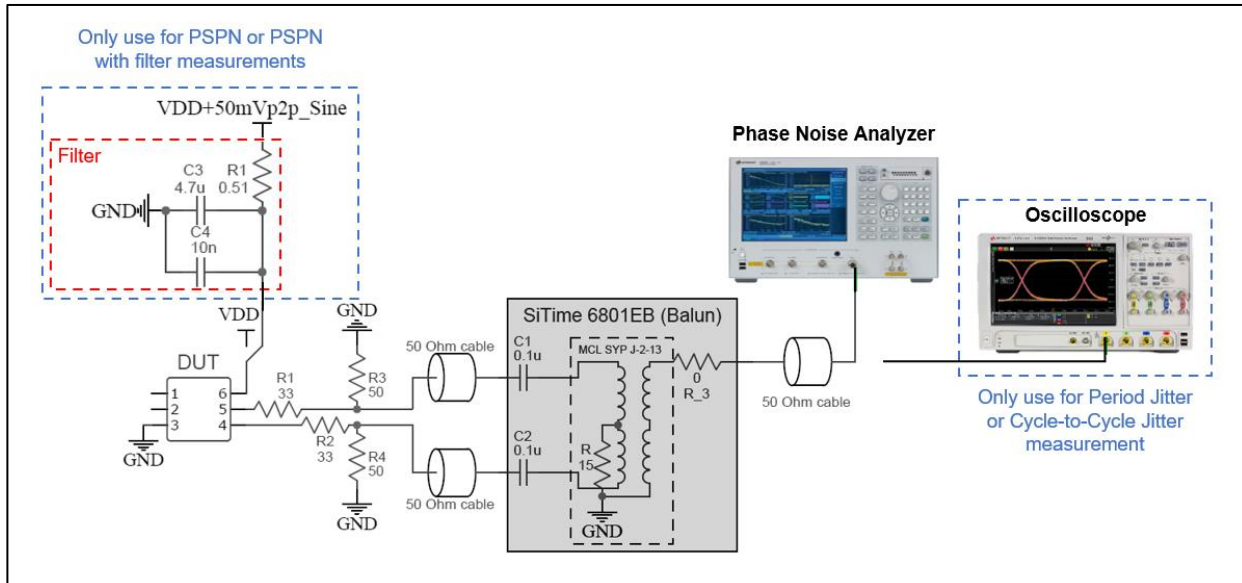 Only use for PSPN or PSPN
with filter measurements
VDD+50mVp2p_Sine
Filter
C3
4.7u
R1
0.51
GND
C4
10n
VDD
DUT
1
2
3
6
5
4
GND
R1
33
R2
33
GND
R3
50
R4
50
GND
50 Ohm cable
50 Ohm cable
SiTime 6801EB (Balun)
C1
0.1u
C2
0.1u
MCL SYP J-2-13
R
15
GND
0
R_3
50 Ohm cable
Phase Noise Analyzer
Oscilloscope
Only use for Period Jitter
or Cycle-to-Cycle Jitter
measurement